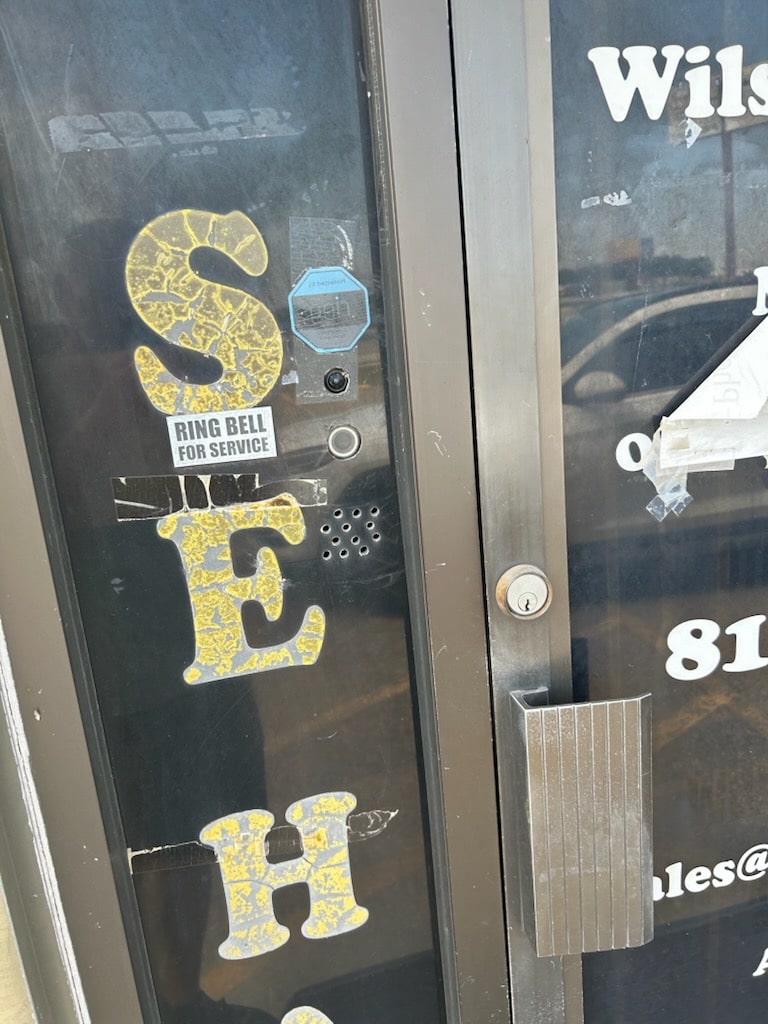 S
RING BELL
FOR SERVICE
E
H
Wils
81
ales@